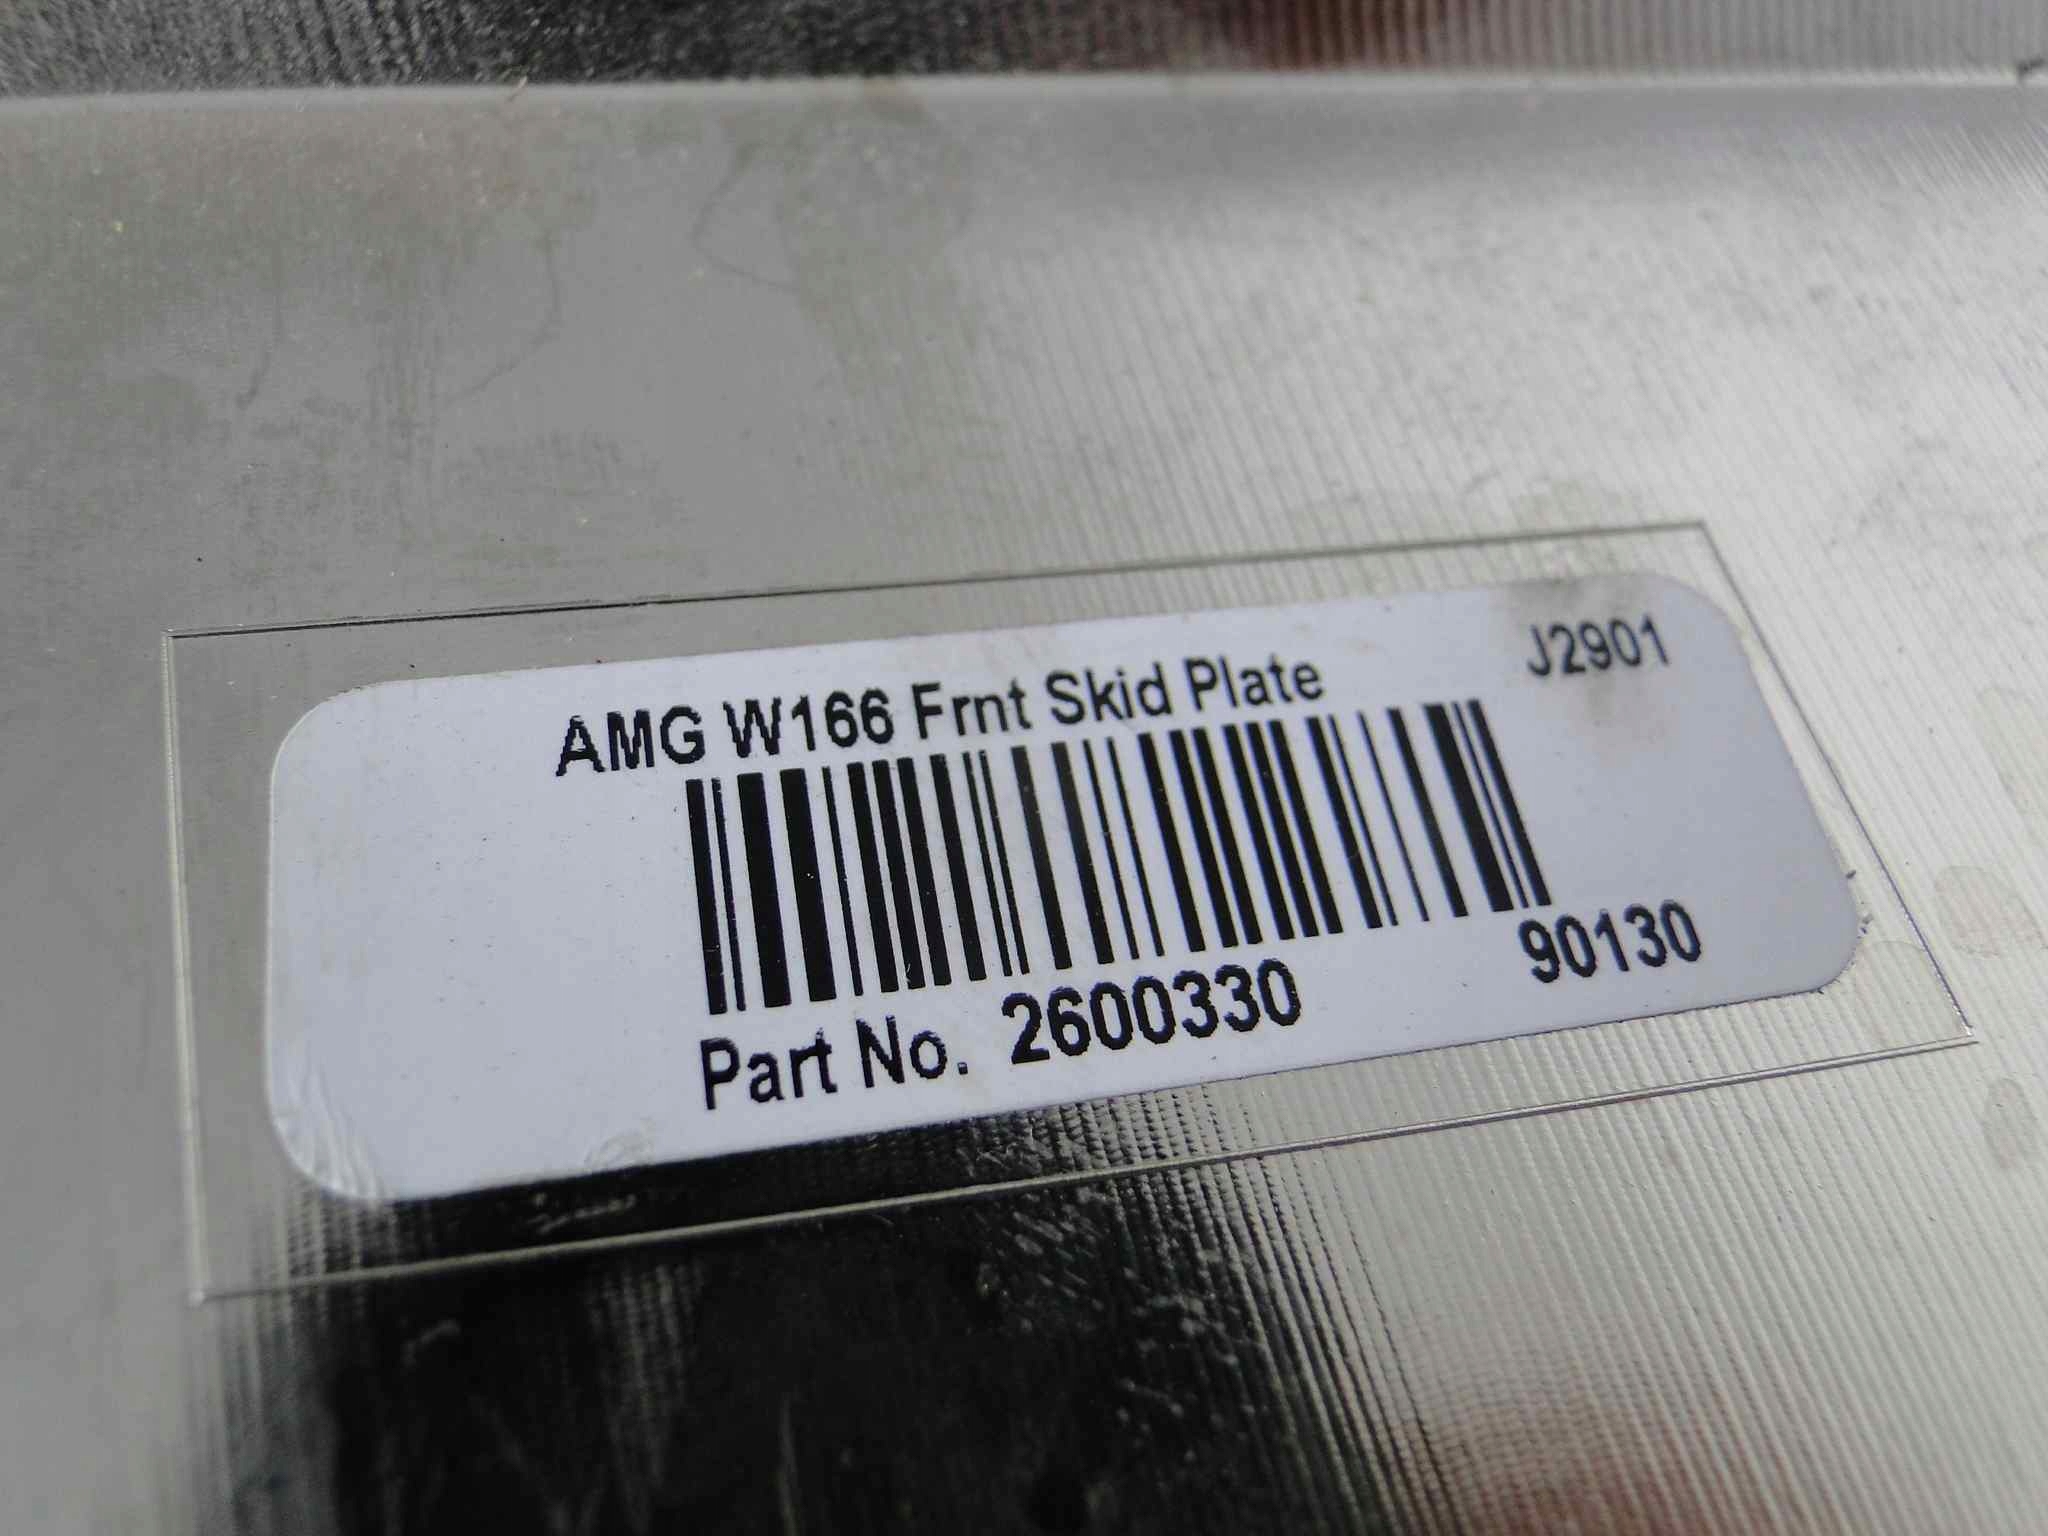 AMG W166 Frnt Skid Plate J2901
Part No. 2600330 90130